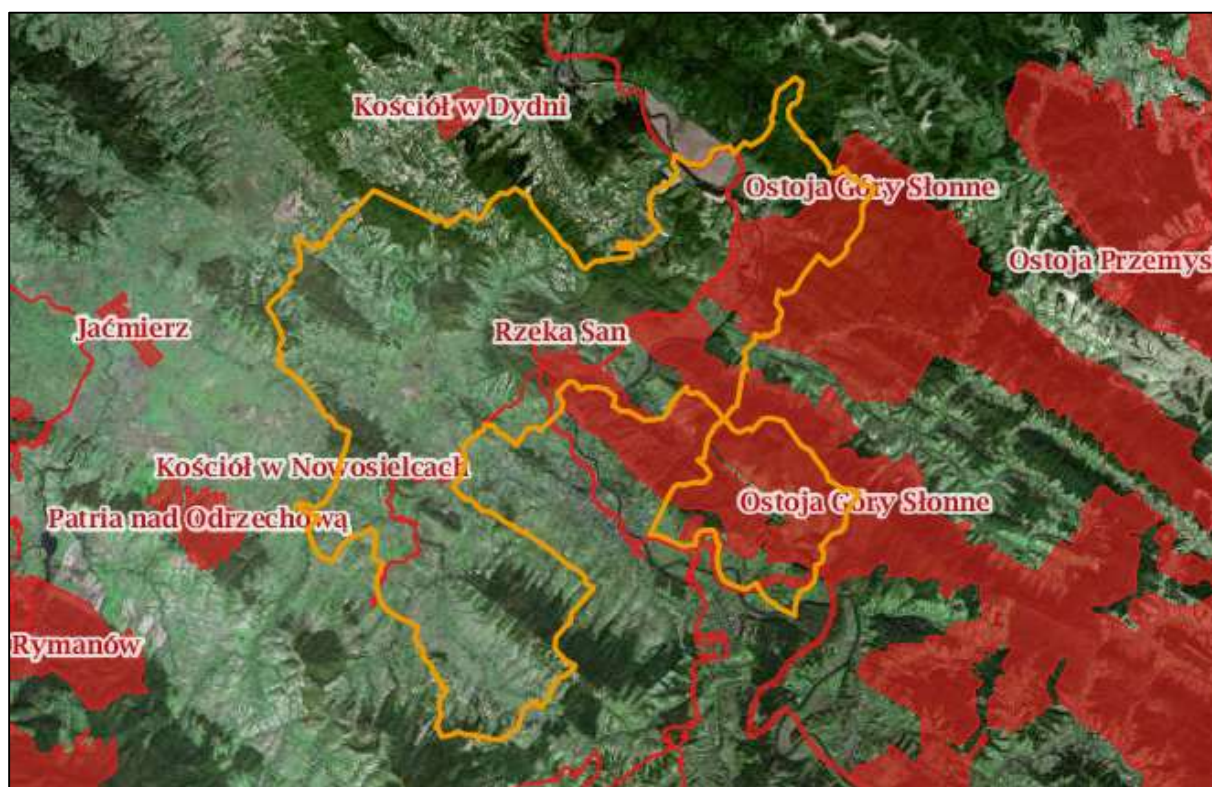 Kościół w Dydni
Ostoja Góry Słonne
Ostoja Przemys
Jaćmierz
Rzeka San
Kościół w Nowosielcach
Patria nad Odrzechową
Ostoja Góry Słonne
Rymanów